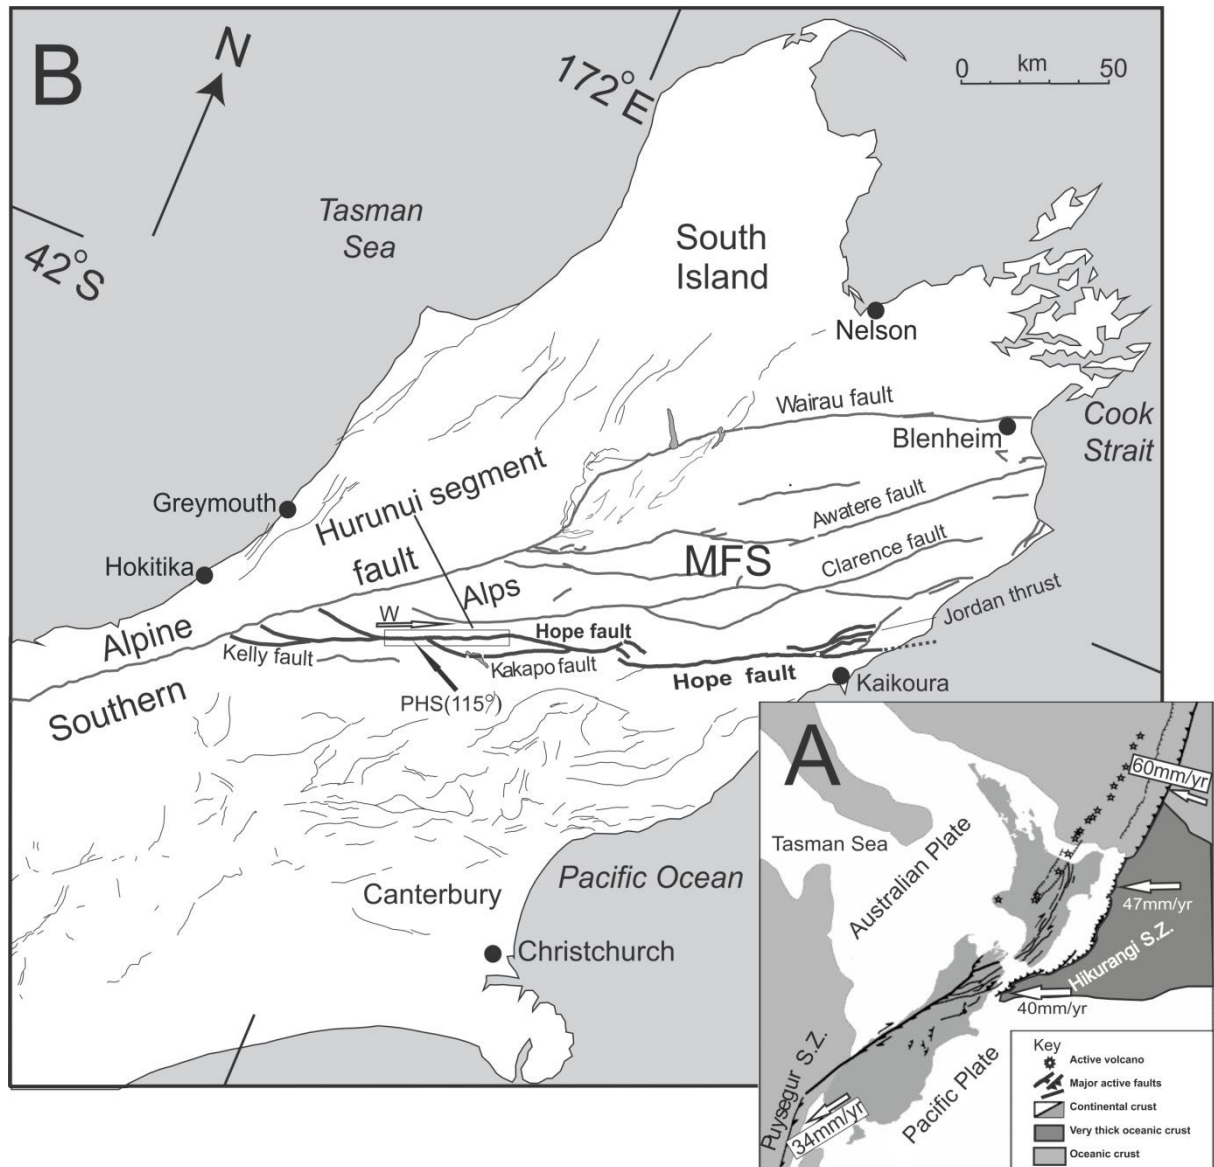 B
N
172°E
0 km 50
Tasman
Sea
42°S
South
Island
Nelson
Wairau fault
Cook
Strait
Blenheim
Greymouth
Hurunui segment
Awatere fault
Hokitika
fault
MFS
Clarence fault
Alpine
Alps
Jordan thrust
W
Hope fault
Kelly fault
Kakapo fault
Hope fault
Kaikoura
Southern
PHS(115°)
Canterbury
Pacific Ocean
Christchurch
A
60mm/yr
Tasman Sea
Australian Plate
47mm/yr
Hikurangi S.Z.
40mm/yr
Puysegur S.Z.
34mm/yr
Pacific Plate
Key
Active volcano
Major active faults
Continental crust
Very thick oceanic crust
Oceanic crust